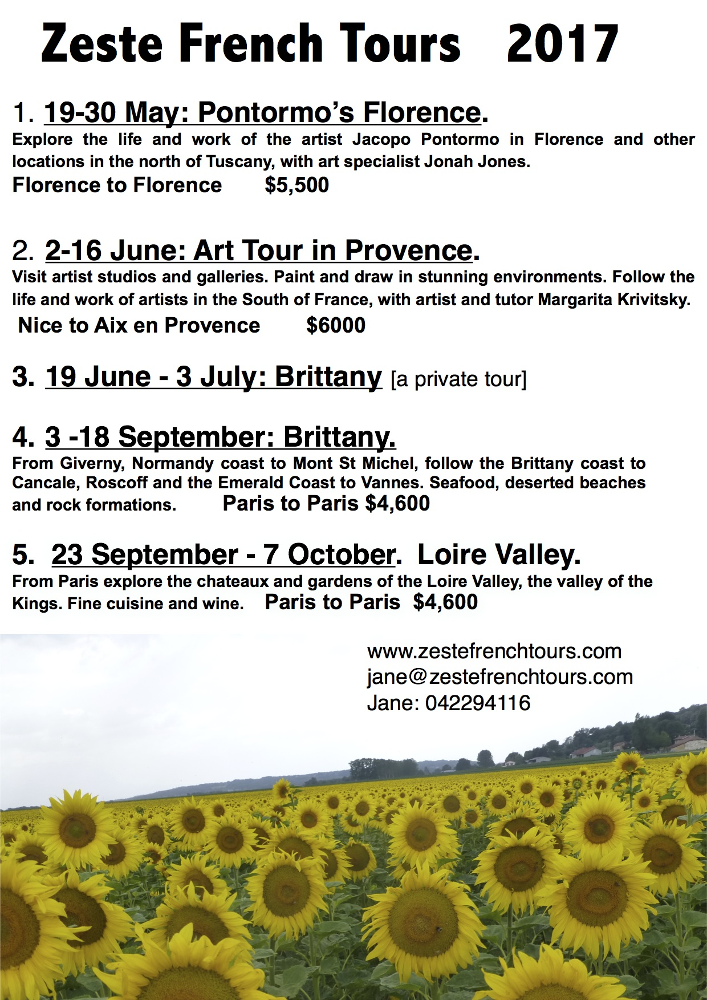 Zeste French Tours 2017
1. 19-30 May: Pontormo’s Florence.
Explore the life and work of the artist Jacopo Pontormo in Florence and other
locations in the north of Tuscany, with art specialist Jonah Jones.
Florence to Florence $5,500
2. 2-16 June: Art Tour in Provence.
Visit artist studios and galleries. Paint and draw in stunning environments. Follow the
life and work of artists in the South of France, with artist and tutor Margarita Krivitsky.
Nice to Aix en Provence $6000
3. 19 June - 3 July: Brittany [a private tour]
4. 3 -18 September: Brittany.
From Giverny, Normandy coast to Mont St Michel, follow the Brittany coast to
Cancale, Roscoff and the Emerald Coast to Vannes. Seafood, deserted beaches
and rock formations. Paris to Paris $4,600
5. 23 September - 7 October. Loire Valley.
From Paris explore the chateaux and gardens of the Loire Valley, the valley of the
Kings. Fine cuisine and wine. Paris to Paris $4,600
www.zestefrenchtours.com
jane@zestefrenchtours.com
Jane: 042294116